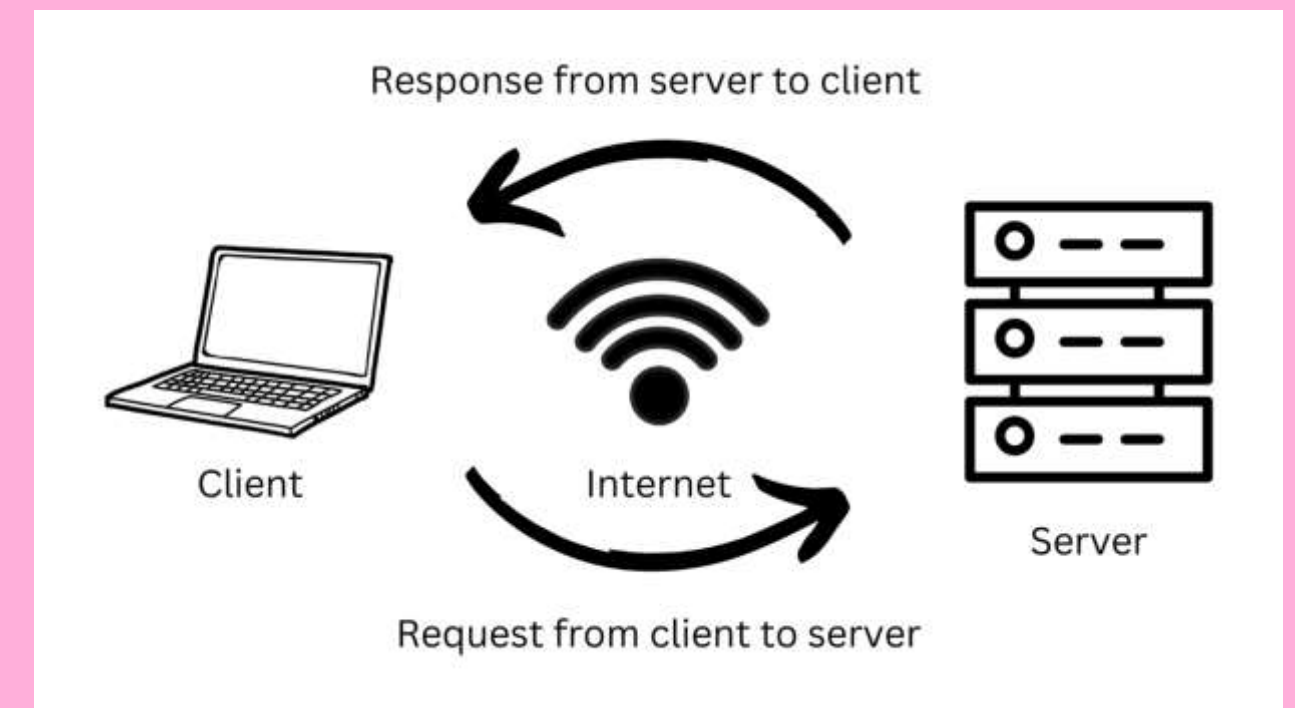 Response from server to client
Client
Internet
Server
Request from client to server